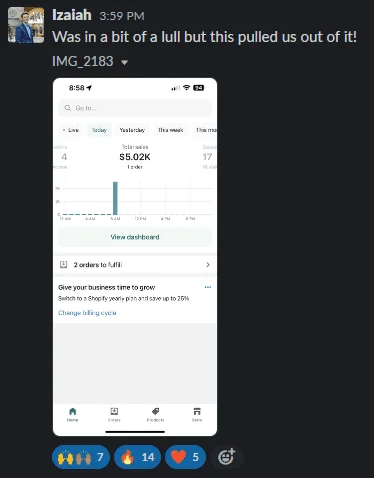 Izaiah 3:59 PM
Was in a bit of a lull but this pulled us out of it!
IMG_2183
8:58
Go to...
Live Today Yesterday This week This mo
Total sales
4 $5.02K 17
1 order
View dashboard
2 orders to fulfill
Give your business time to grow
Switch to a Shopify yearly plan and save up to 25%
Change billing cycle
Home Orders Products Store
7 14 5